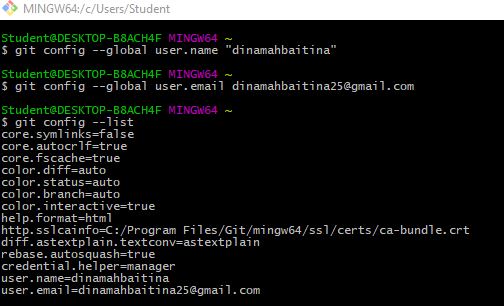 MINGW64:/c/Users/Student
Student@DESKTOP-B8ACH4F MINGW64 ~
$ git config --global user.name "dinamahbaitina"
Student@DESKTOP-B8ACH4F MINGW64 ~
$ git config --global user.email dinamahbaitina25@gmail.com
Student@DESKTOP-B8ACH4F MINGW64 ~
$ git config --list
core.symlinks=false
core.autocrlf=true
core.fscache=true
color.diff=auto
color.status=auto
color.branch=auto
color.interactive=true
help.format=html
http.sslcainfo=C:/Program Files/Git/mingw64/ssl/certs/ca-bundle.crt
diff.astextplain.textconv=astextplain
rebase.autosquash=true
credential.helper=manager
user.name=dinamahbaitina
user.email=dinamahbaitina25@gmail.com